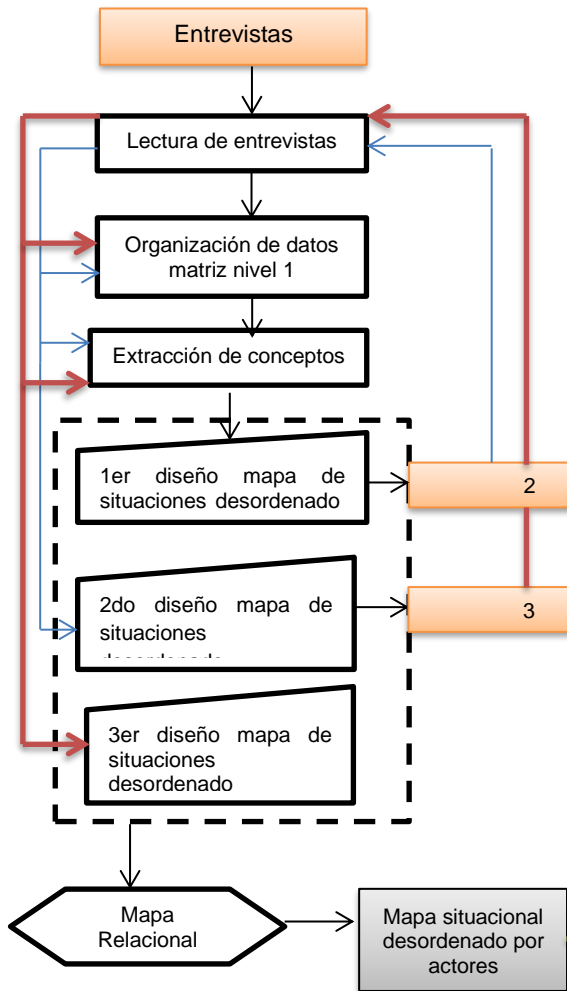 Entrevistas
Lectura de entrevistas
Organización de datos
matriz nivel 1
Extracción de conceptos
1er diseño mapa de
situaciones desordenado
2
2do diseño mapa de
situaciones
3
3er diseño mapa de
situaciones
desordenado
Mapa
Relacional
Mapa situacional
desordenado por
actores